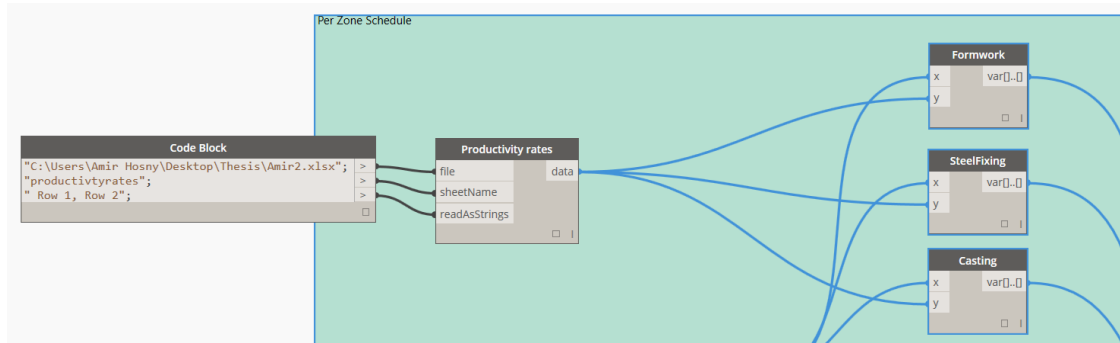 Per Zone Schedule
Formwork
x var[]..[]
y
Code Block
"C:\Users\Amir Hosny\Desktop\Thesis\Amir2.xlsx"; >
"productivtyrates"; >
" Row 1, Row 2"; >
Productivity rates
file data
sheetName
readAsStrings
SteelFixing
x var[]..[]
y
Casting
x var[]..[]
y